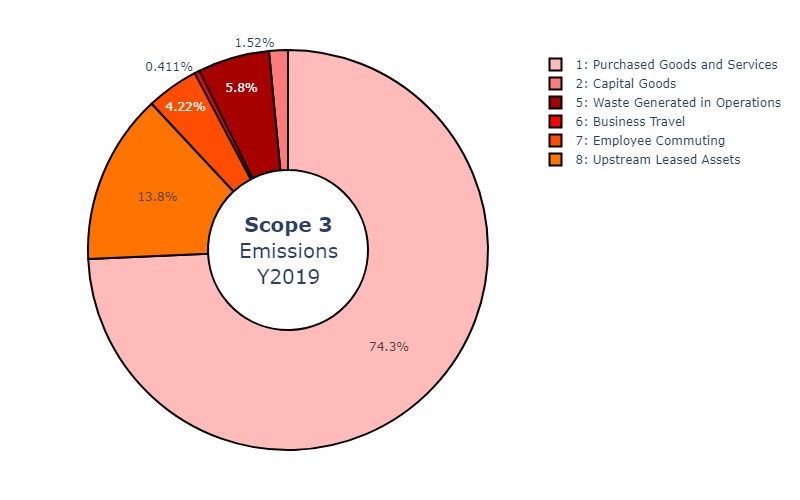 1.52%
0.411%
5.8%
4.22%
13.8%
74.3%
Scope 3
Emissions
Y2019
1: Purchased Goods and Services
2: Capital Goods
5: Waste Generated in Operations
6: Business Travel
7: Employee Commuting
8: Upstream Leased Assets